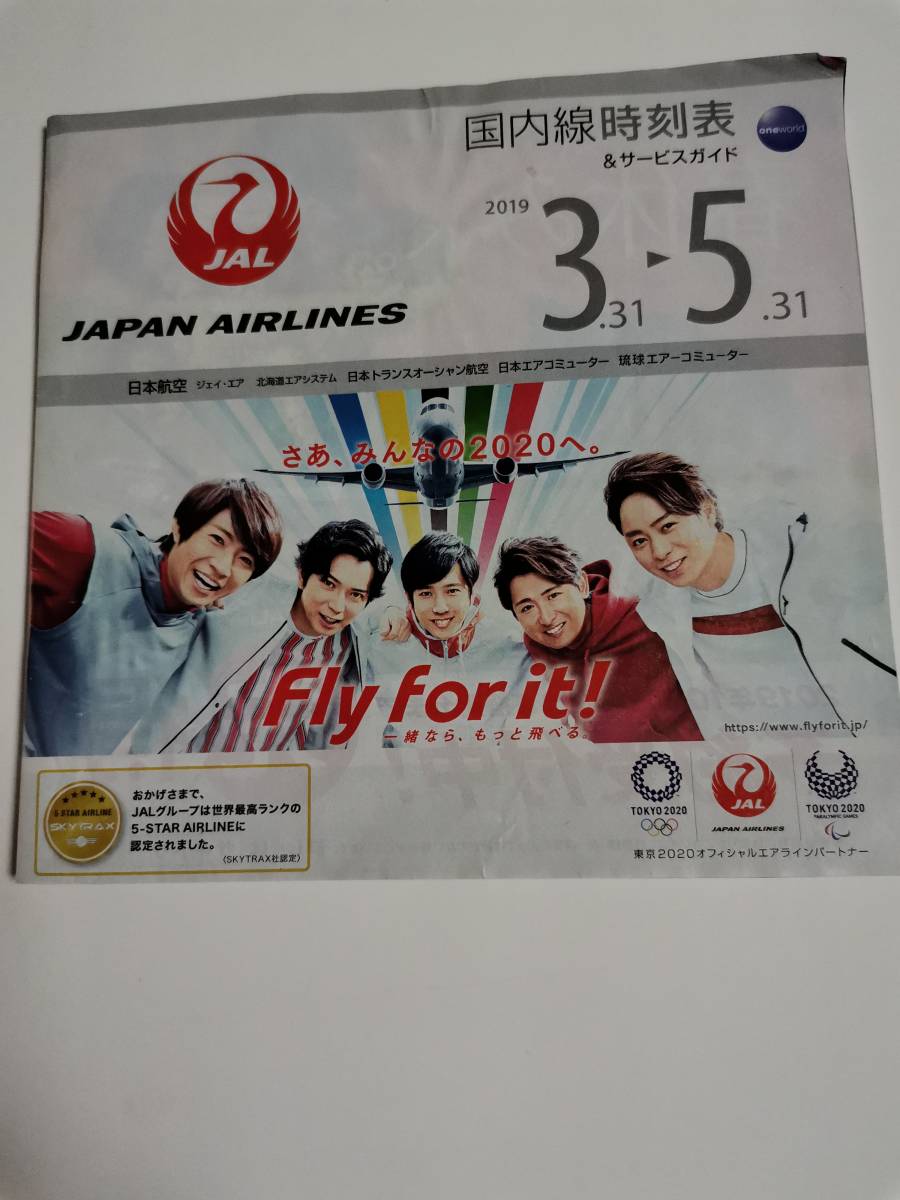 国内線時刻表
&サービスガイド
oneworld
JAL
JAPAN AIRLINES
2019
3.31▶5.31
日本航空 ジェイ・エア 北海道エアシステム 日本トランスオーシャン航空 日本エアコミューター 琉球エアーコミューター
さあ、みんなの2020へ。
Fly for it!
一緒なら、もっと飛べる。
https://www.flyforit.jp/
5-STAR AIRLINE
SKYTRAX
おかげさまで、
JALグループは世界最高ランクの
5-STAR AIRLINEに
認定されました。
〈SKYTRAX社認定〉
TOKYO 2020
JAL
JAPAN AIRLINES
TOKYO 2020
PARALYMPIC GAMES
東京2020オフィシャルエアラインパートナー